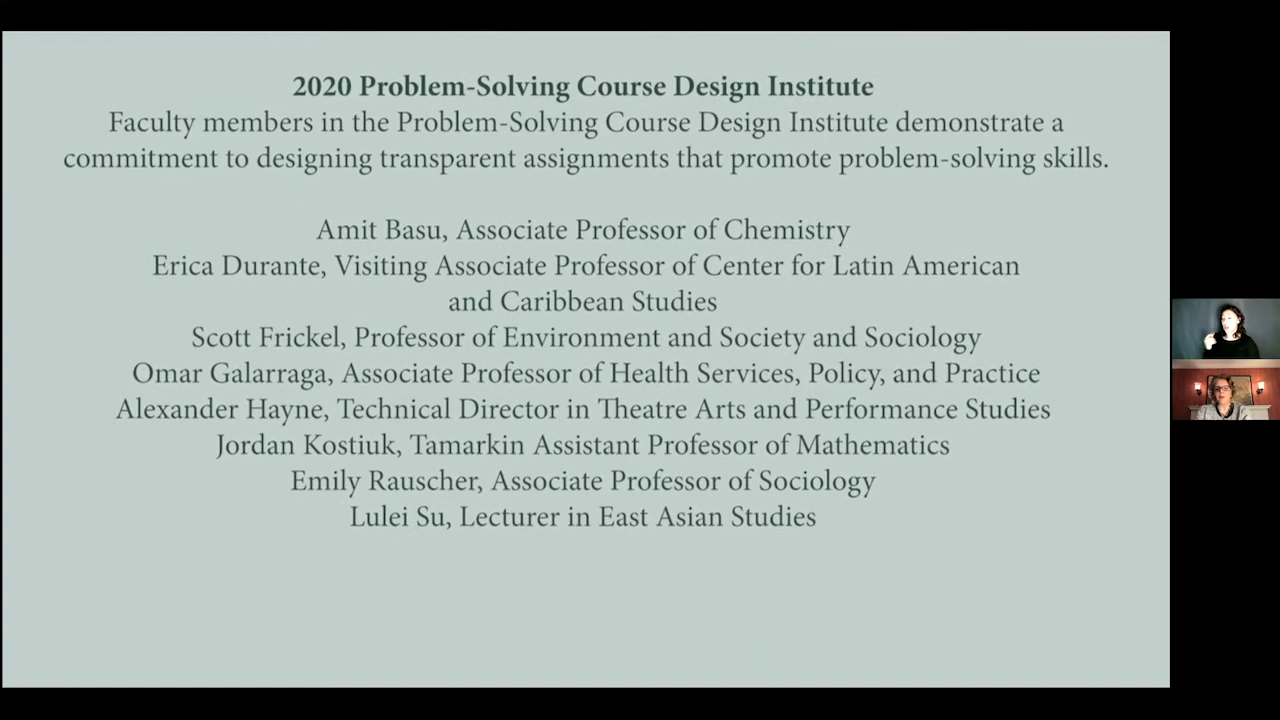 2020 Problem-Solving Course Design Institute
Faculty members in the Problem-Solving Course Design Institute demonstrate a
commitment to designing transparent assignments that promote problem-solving skills.
Amit Basu, Associate Professor of Chemistry
Erica Durante, Visiting Associate Professor of Center for Latin American
and Caribbean Studies
Scott Frickel, Professor of Environment and Society and Sociology
Omar Galarraga, Associate Professor of Health Services, Policy, and Practice
Alexander Hayne, Technical Director in Theatre Arts and Performance Studies
Jordan Kostiuk, Tamarkin Assistant Professor of Mathematics
Emily Rauscher, Associate Professor of Sociology
Lulei Su, Lecturer in East Asian Studies